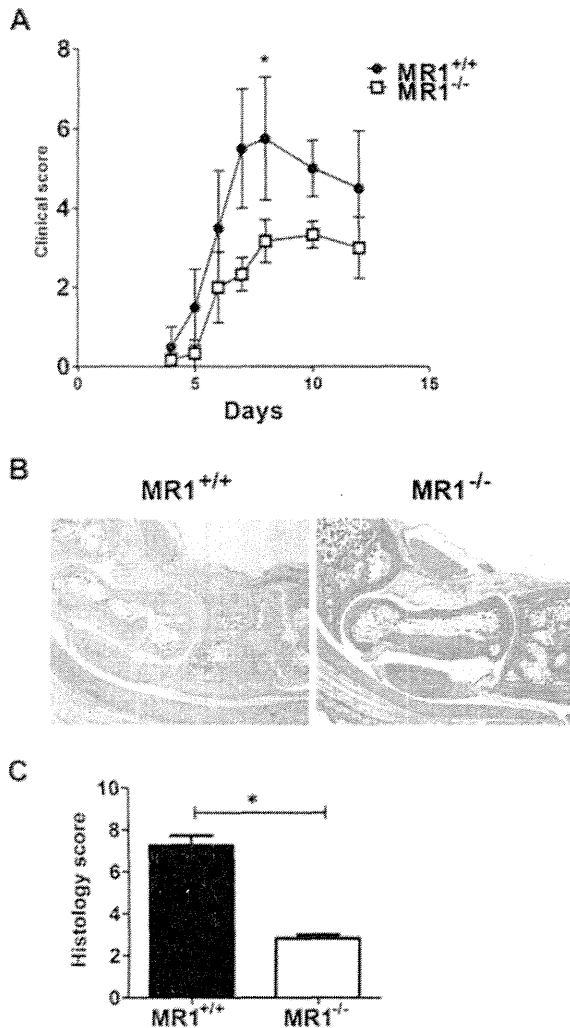 A
8
6
4
2
0
Clinical score
*
MR1+/+
MR1-/-
0 5 10 15
Days
B
MR1+/+ MR1-/-
C
10
8
6
4
2
0
Histology score
*
MR1+/+ MR1-/-